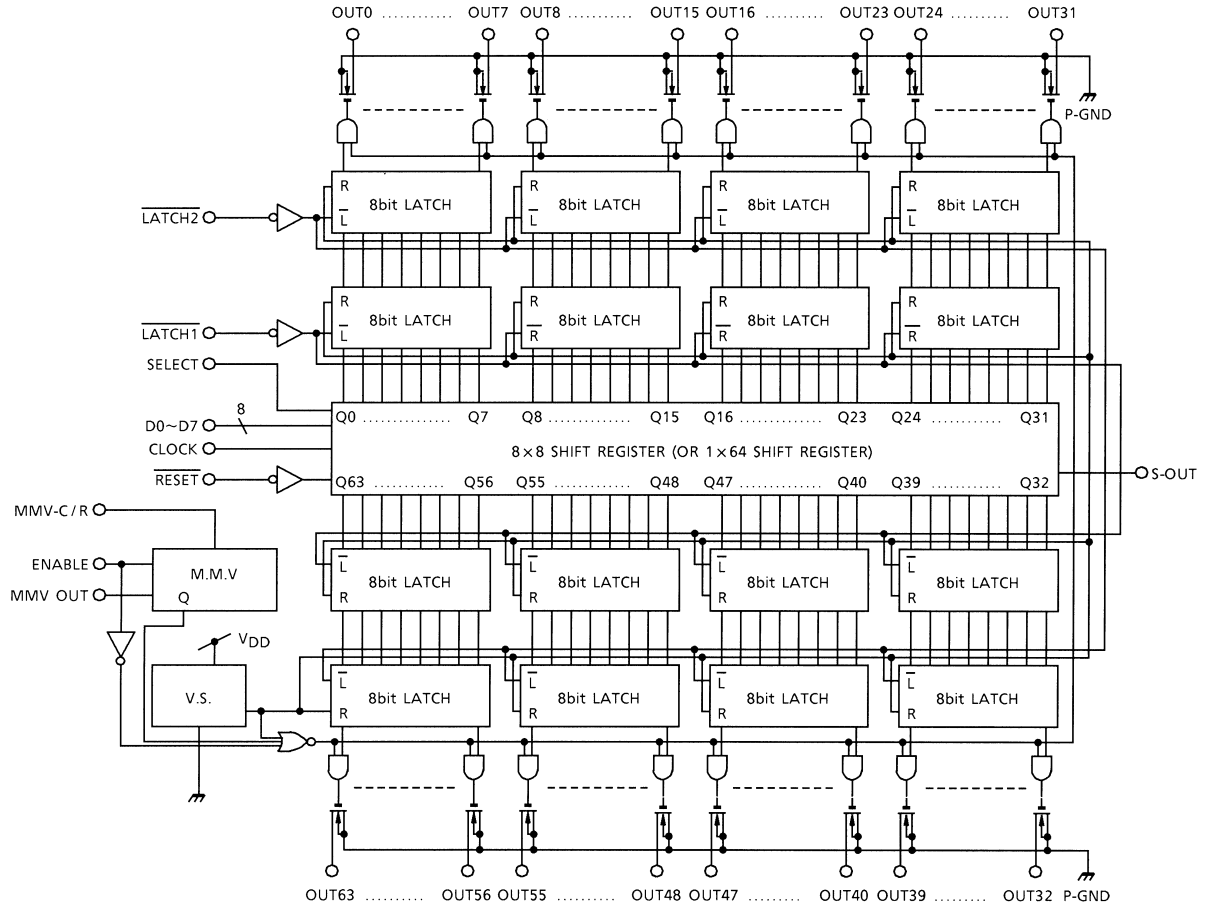 OUT0 ............ OUT7 OUT8 ........... OUT15 OUT16 .......... OUT23 OUT24 .......... OUT31
P-GND
R 8bit LATCH R 8bit LATCH R 8bit LATCH R 8bit LATCH
LATCH2 L L L L
R 8bit LATCH R 8bit LATCH R 8bit LATCH R 8bit LATCH
LATCH1 L R R R
SELECT
Q0 .............. Q7 Q8 ............. Q15 Q16 ............ Q23 Q24 ............ Q31
D0~D7 8
CLOCK
8×8 SHIFT REGISTER (OR 1×64 SHIFT REGISTER)
RESET
Q63 ............ Q56 Q55 ............. Q48 Q47 ............ Q40 Q39 ............ Q32
S-OUT
MMV-C/R
ENABLE
M.M.V
MMV OUT
Q
L 8bit LATCH L 8bit LATCH L 8bit LATCH L 8bit LATCH
R R R R
VDD
V.S.
L 8bit LATCH L 8bit LATCH L 8bit LATCH L 8bit LATCH
R R R R
OUT63 .......... OUT56 OUT55 .......... OUT48 OUT47 .......... OUT40 OUT39 ......... OUT32 P-GND